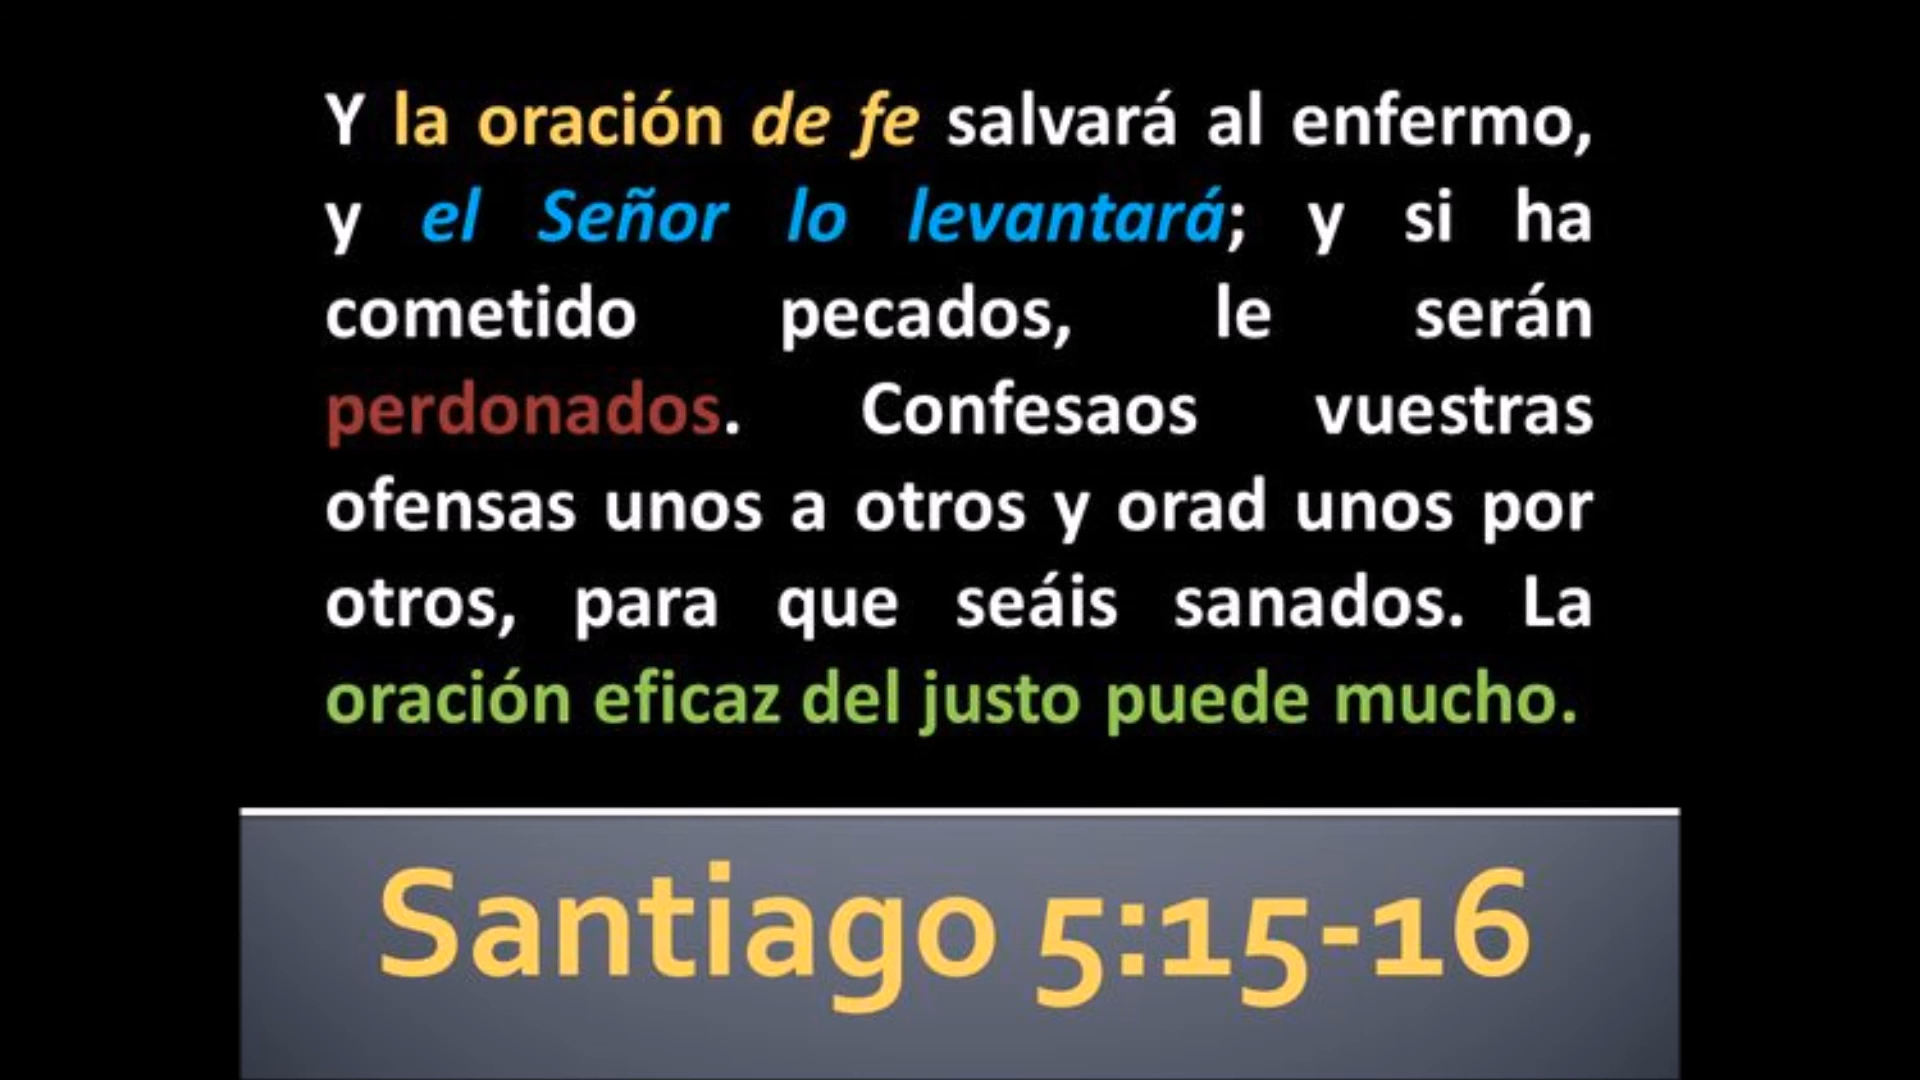 Y la oración de fe salvará al enfermo,
y el Señor lo levantará; y si ha
cometido pecados, le serán
perdonados. Confesaos vuestras
ofensas unos a otros y orad unos por
otros, para que seáis sanados. La
oración eficaz del justo puede mucho.
Santiago 5:15-16